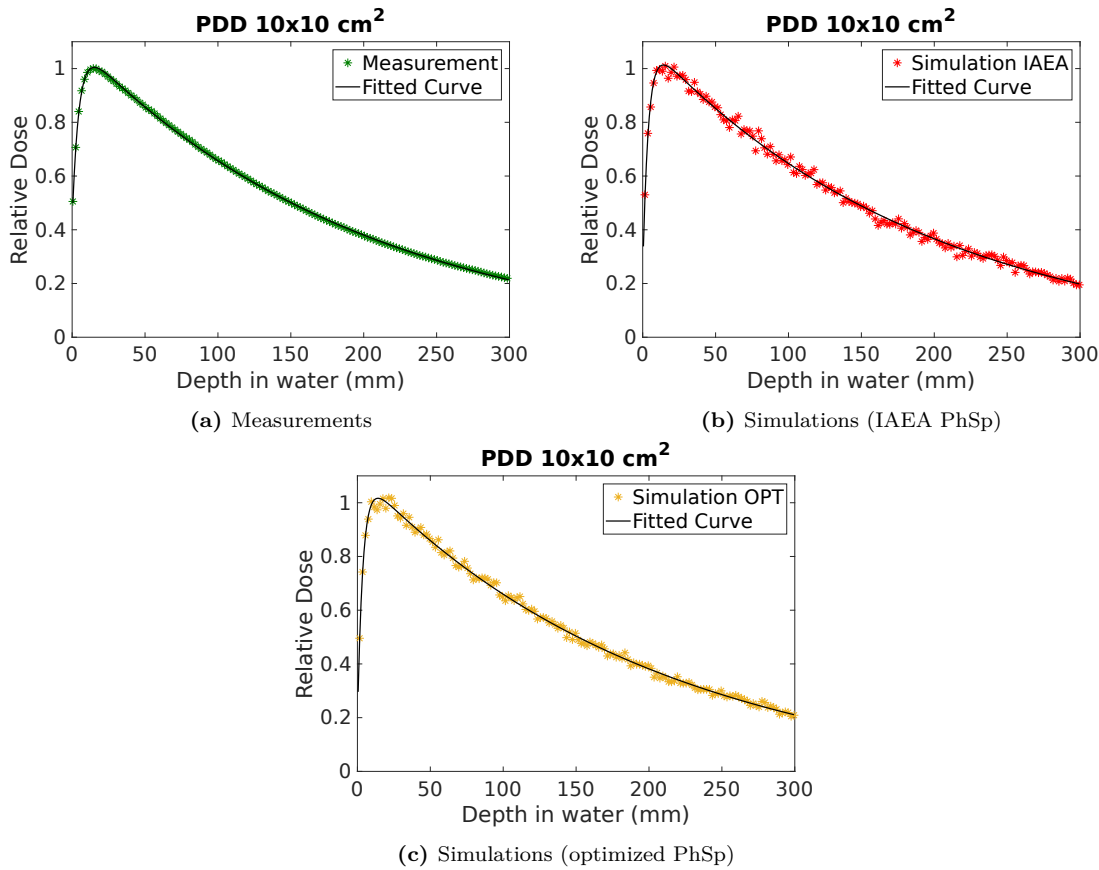 PDD 10x10 cm²
Measurement
Fitted Curve
1
0.8
0.6
0.4
0.2
0
Relative Dose
0 50 100 150 200 250 300
Depth in water (mm)
(a) Measurements
PDD 10x10 cm²
Simulation IAEA
Fitted Curve
1
0.8
0.6
0.4
0.2
0
Relative Dose
0 50 100 150 200 250 300
Depth in water (mm)
(b) Simulations (IAEA PhSp)
PDD 10x10 cm²
Simulation OPT
Fitted Curve
1
0.8
0.6
0.4
0.2
0
Relative Dose
0 50 100 150 200 250 300
Depth in water (mm)
(c) Simulations (optimized PhSp)